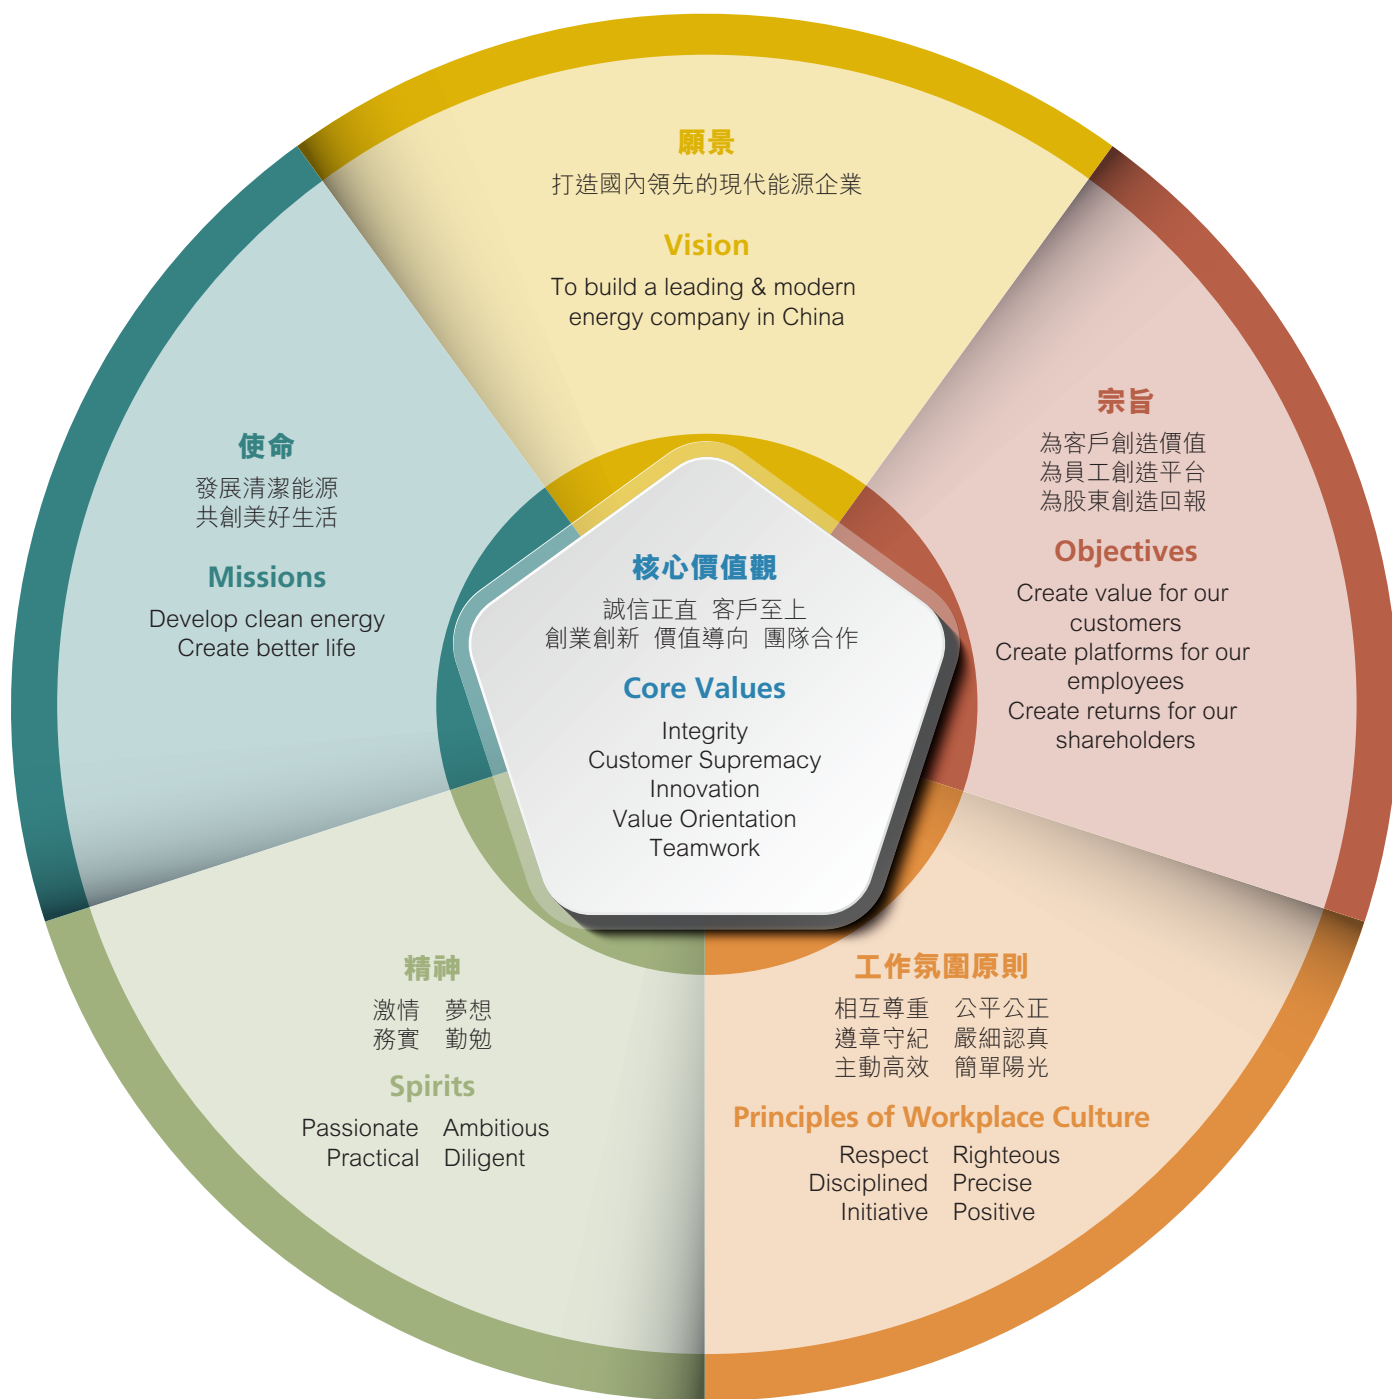 願景
打造國內領先的現代能源企業
Vision
To build a leading & modern
energy company in China
宗旨
為客戶創造價值
為員工創造平台
為股東創造回報
Objectives
Create value for our
customers
Create platforms for our
employees
Create returns for our
shareholders
使命
發展清潔能源
共創美好生活
Missions
Develop clean energy
Create better life
核心價值觀
誠信正直 客戶至上
創業創新 價值導向 團隊合作
Core Values
Integrity
Customer Supremacy
Innovation
Value Orientation
Teamwork
精神
激情 夢想
務實 勤勉
Spirits
Passionate Ambitious
Practical Diligent
工作氛圍原則
相互尊重 公平公正
遵章守紀 嚴細認真
主動高效 簡單陽光
Principles of Workplace Culture
Respect Righteous
Disciplined Precise
Initiative Positive